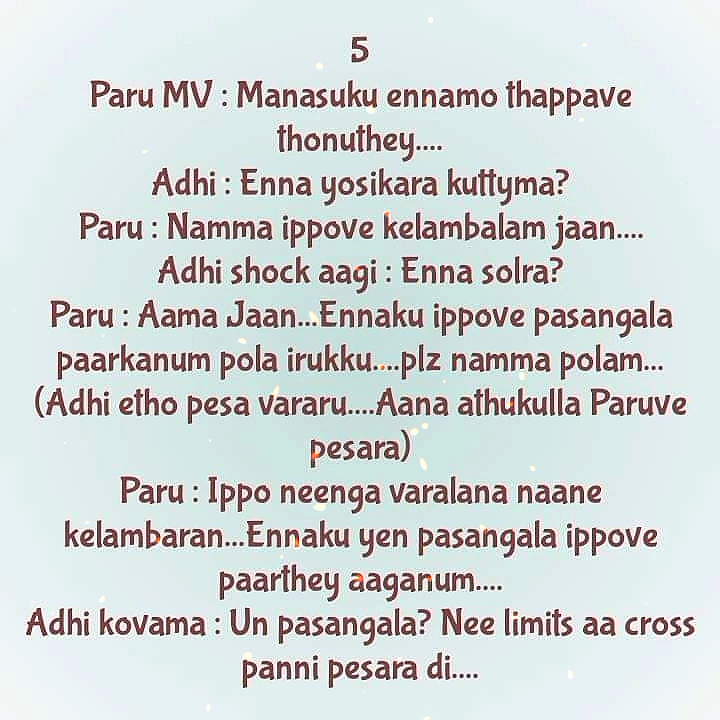 5
Paru MV : Manasuku ennamo thappave
thonuthey....
Adhi : Enna yosikara kuttyma?
Paru : Namma ippove kelambalam jaan....
Adhi shock aagi : Enna solra?
Paru : Aama Jaan...Ennaku ippove pasangala
paarkanum pola irukku....plz namma polam...
(Adhi etho pesa vararu....Aana athukulla Paruve
pesara)
Paru : Ippo neenga varalana naane
kelambaran...Ennaku yen pasangala ippove
paarthey aaganum....
Adhi kovama : Un pasangala? Nee limits aa cross
panni pesara di....